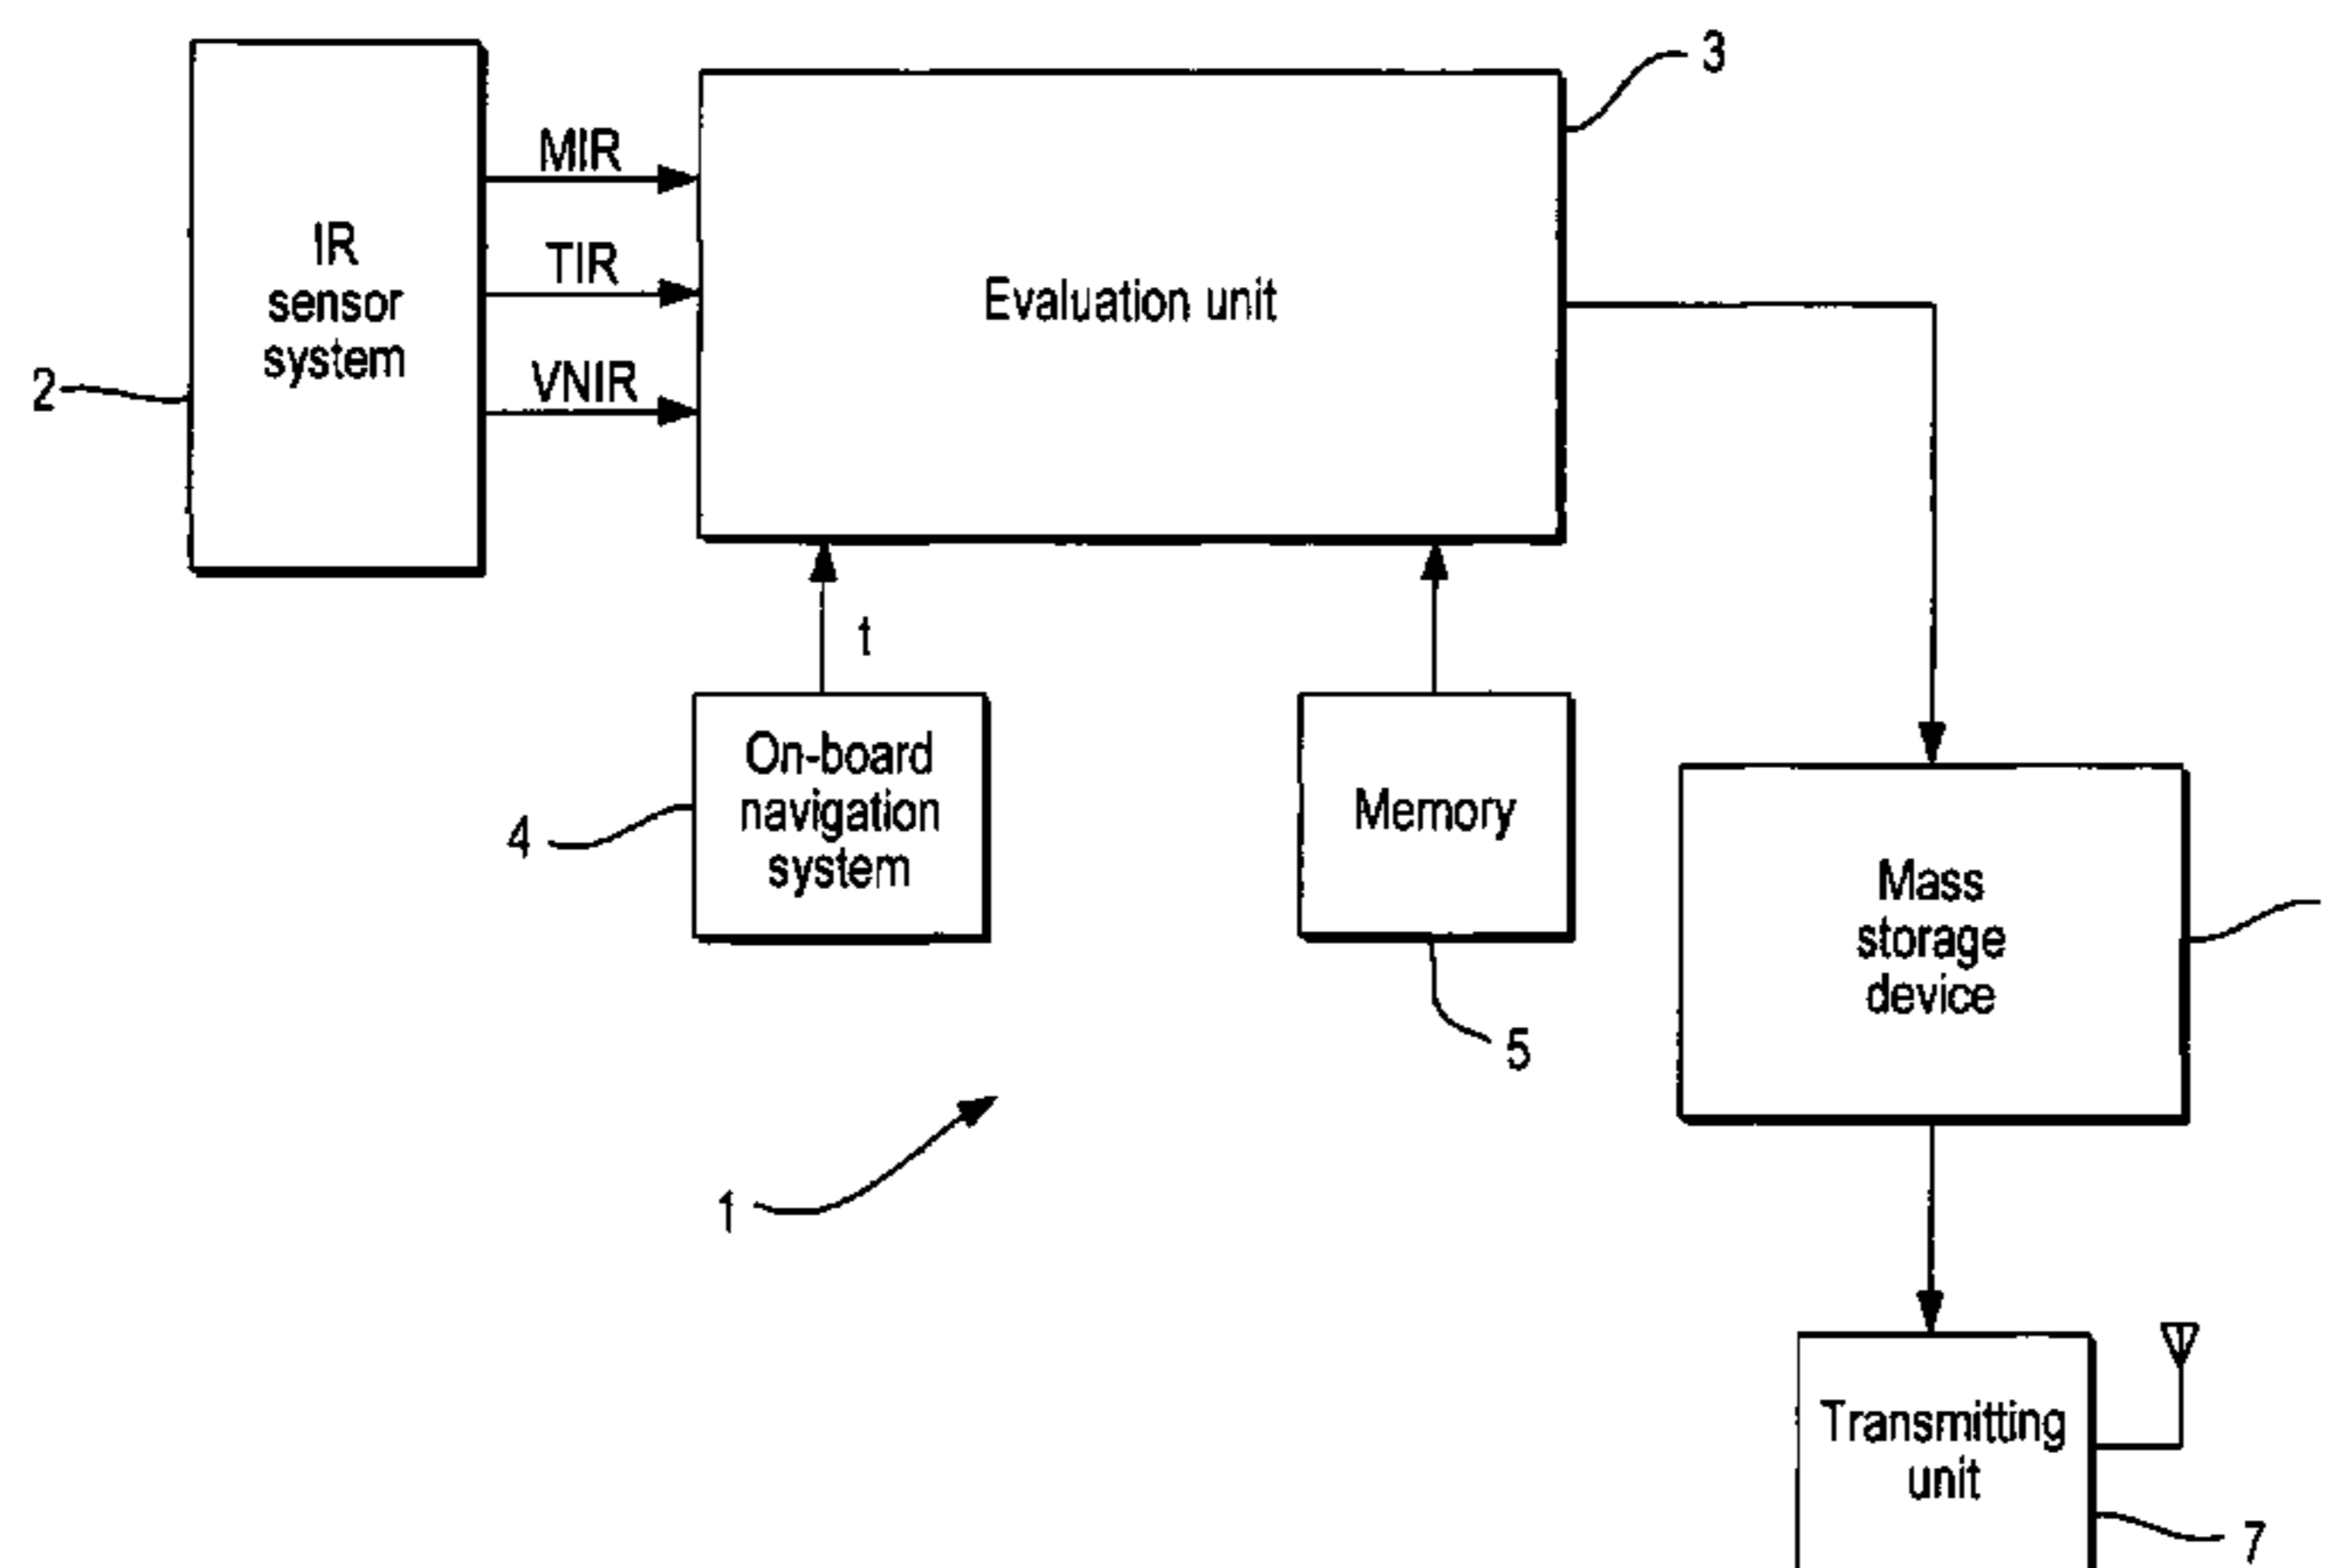 3
MIR
IR
sensor
system
TIR
Evaluation unit
VNIR
2
t
On-board
navigation
system
4
Memory
5
Mass
storage
device
1
Transmitting
unit
7